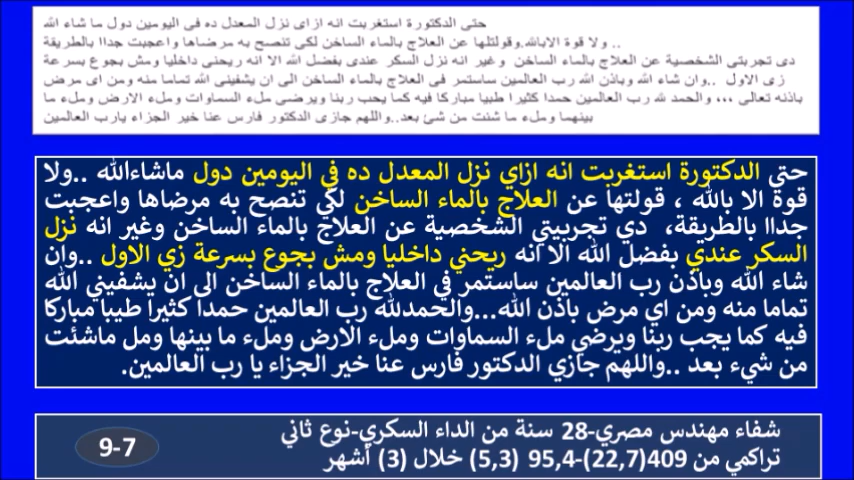 حتى الدكتورة استغربت انه ازاى نزل المعدل ده فى اليومين دول ما شاء الله
.. ولا قوة الابالله.وقولتلها عن العلاج بالماء الساخن لكى تنصح به مرضاها واعجبت جداا بالطريقة
دى تجربتى الشخصية عن العلاج بالماء الساخن وغير انه نزل السكر عندى بفضل الله الا انه ريحنى داخليا ومش بجوع بسرعة
زى الاول ..وان شاء الله وباذن الله رب العالمين ساستمر فى العلاج بالماء الساخن الى ان يشفينى الله تماما منه ومن اى مرض
باذنه تعالى ,,, والحمد لله رب العالمين حمدا كثيرا طيبا مباركا فيه كما يحب ربنا ويرضى ملء السماوات وملء الارض وملء ما
بينهما وملء ما شئت من شئ بعد..واللهم جازى الدكتور فارس عنا خير الجزاء يارب العالمين
حتي الدكتورة استغربت انه ازاي نزل المعدل ده في اليومين دول ماشاءالله ..ولا
قوة الا بالله ، قولتها عن العلاج بالماء الساخن لكي تنصح به مرضاها واعجبت
جداا بالطريقة، دي تجربيتي الشخصية عن العلاج بالماء الساخن وغير انه نزل
السكر عندي بفضل الله الا انه ريحني داخليا ومش بجوع بسرعة زي الاول ..وان
شاء الله وباذن رب العالمين ساستمر في العلاج بالماء الساخن الى ان يشفيني الله
تماما منه ومن اي مرض باذن الله...والحمدلله رب العالمين حمدا كثيرا طيبا مباركا
فيه كما يجب ربنا ويرضي ملء السماوات وملء الارض وملء ما بينها ومل ماشئت
من شيء بعد ..واللهم جازي الدكتور فارس عنا خير الجزاء يا رب العالمين.
شفاء مهندس مصري-28 سنة من الداء السكري-نوع ثاني
تراكمي من 409(22,7)-95,4 (5,3) خلال (3) أشهر
9-7